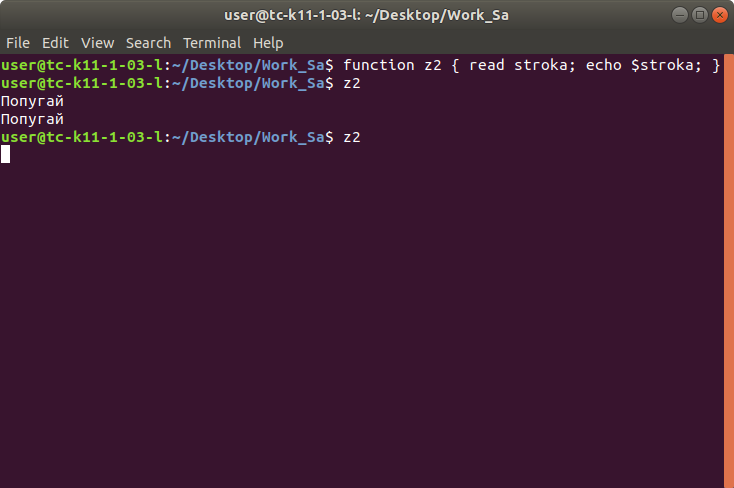 user@tc-k11-1-03-l: ~/Desktop/Work_Sa
File Edit View Search Terminal Help
user@tc-k11-1-03-l:~/Desktop/Work_Sa$ function z2 { read stroka; echo $stroka; }
user@tc-k11-1-03-l:~/Desktop/Work_Sa$ z2
Попугай
Попугай
user@tc-k11-1-03-l:~/Desktop/Work_Sa$ z2